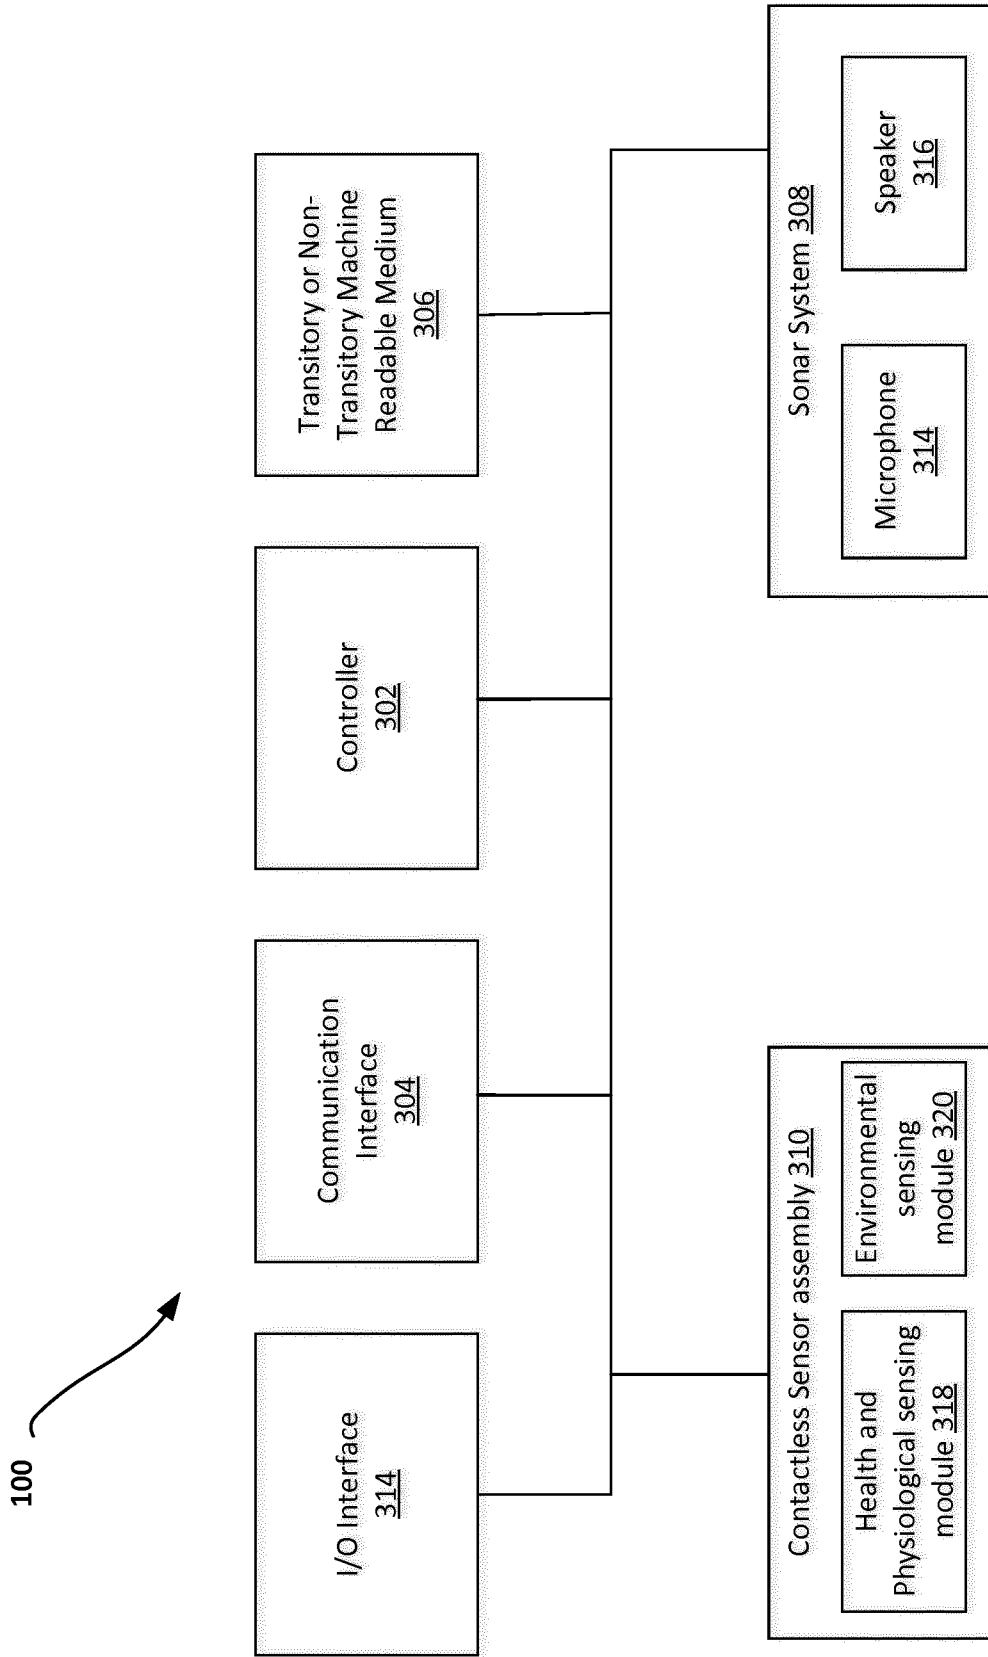 100
I/O Interface
314
Communication
Interface
304
Controller
302
Transitory or Non-
Transitory Machine
Readable Medium
306
Contactless Sensor assembly 310
Health and
Physiological sensing
module 318
Environmental
sensing
module 320
Sonar System 308
Microphone
314
Speaker
316